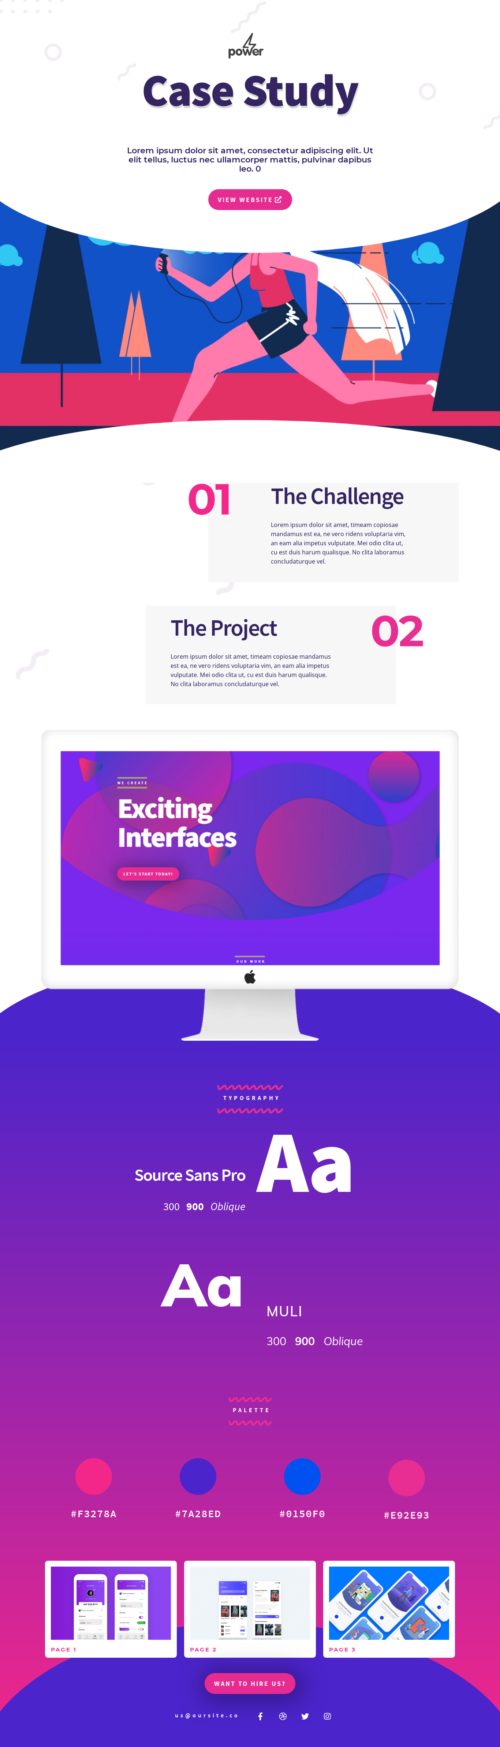 power
Case Study
Lorem ipsum dolor sit amet, consectetur adipiscing elit. Ut
elit tellus, luctus nec ullamcorper mattis, pulvinar dapibus
leo. 0
VIEW WEBSITE
01
The Challenge
Lorem ipsum dolor sit amet, timeam copiosae
mandamus est ea, ne vero ridens voluptaria vim,
an eam alia impetus vulputate. Mei odio clita ut,
cu est duis harum qualisque. No clita laboramus
concludaturque vel.
The Project
02
Lorem ipsum dolor sit amet, timeam copiosae mandamus
est ea, ne vero ridens voluptaria vim, an eam alia impetus
vulputate. Mei odio clita ut, cu est duis harum qualisque.
No clita laboramus concludaturque vel.
WE CREATE
Exciting
Interfaces
LET'S START TODAY!
OUR WORK
TYPOGRAPHY
Aa
Source Sans Pro
300 900 Oblique
Aa
MULI
300 900 Oblique
PALETTE
#F3278A #7A28ED #0150F0 #E92E93
PAGE 1 PAGE 2 PAGE 3
WANT TO HIRE US?
us@oursite.co